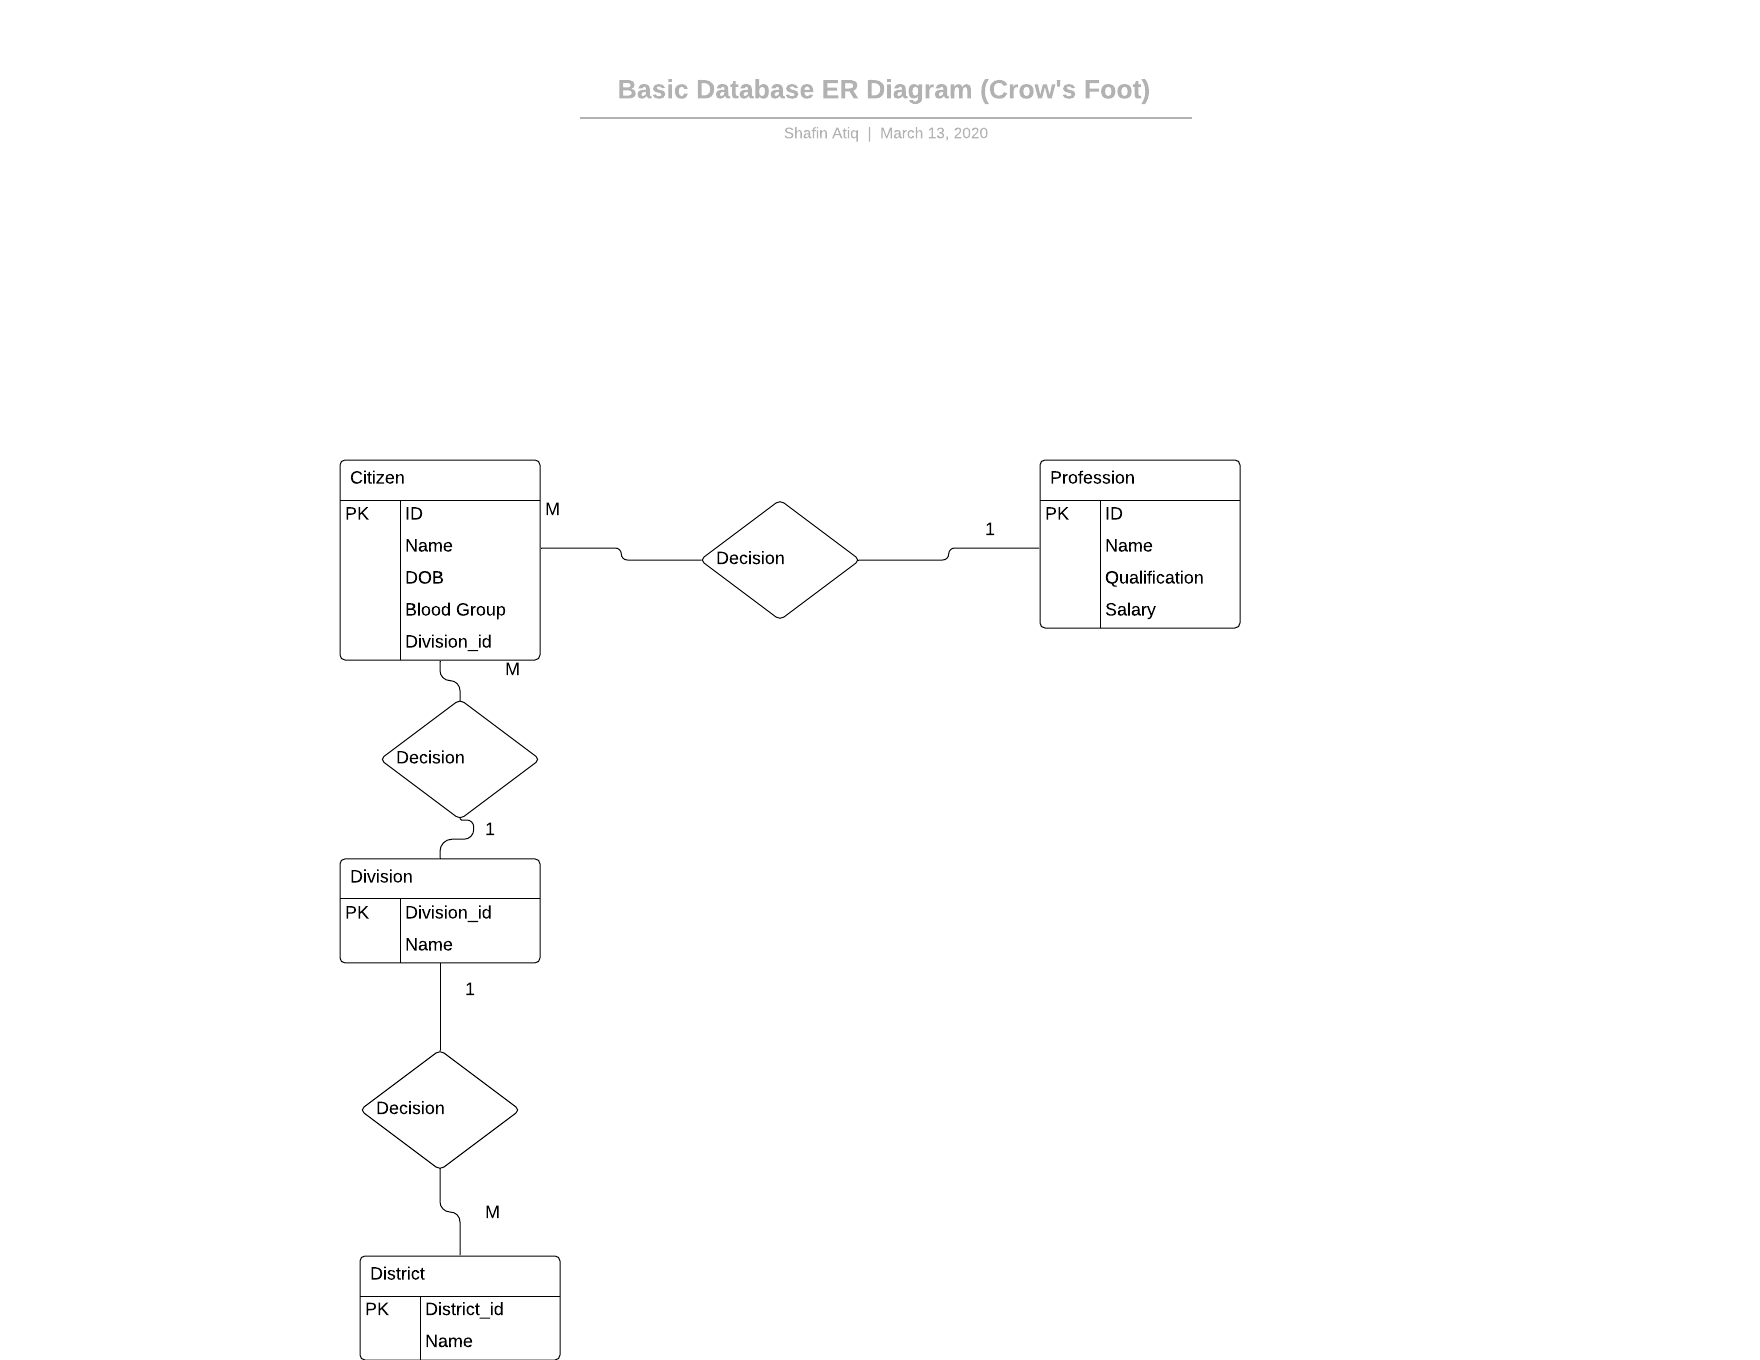 Basic Database ER Diagram (Crow's Foot)
Shafin Atiq | March 13, 2020
Citizen
PK ID
Name
DOB
Blood Group
Division_id
M
Decision
1
Profession
PK ID
Name
Qualification
Salary
M
Decision
1
Division
PK Division_id
Name
1
Decision
M
District
PK District_id
Name